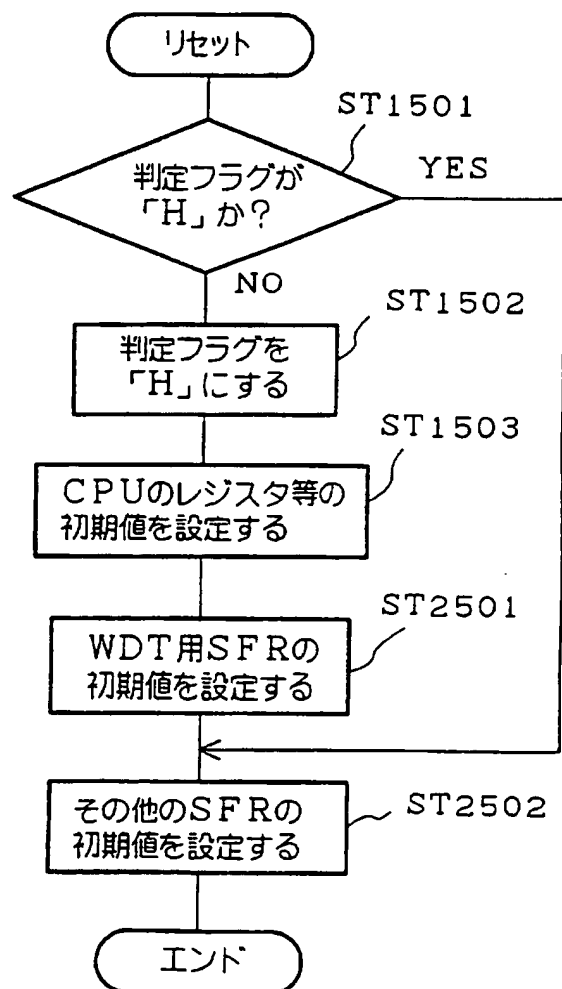 リセット
ST1501
判定フラグが
「H」か?
YES
NO
ST1502
判定フラグを
「H」にする
ST1503
CPUのレジスタ等の
初期値を設定する
ST2501
WDT用SFRの
初期値を設定する
ST2502
その他のSFRの
初期値を設定する
エンド